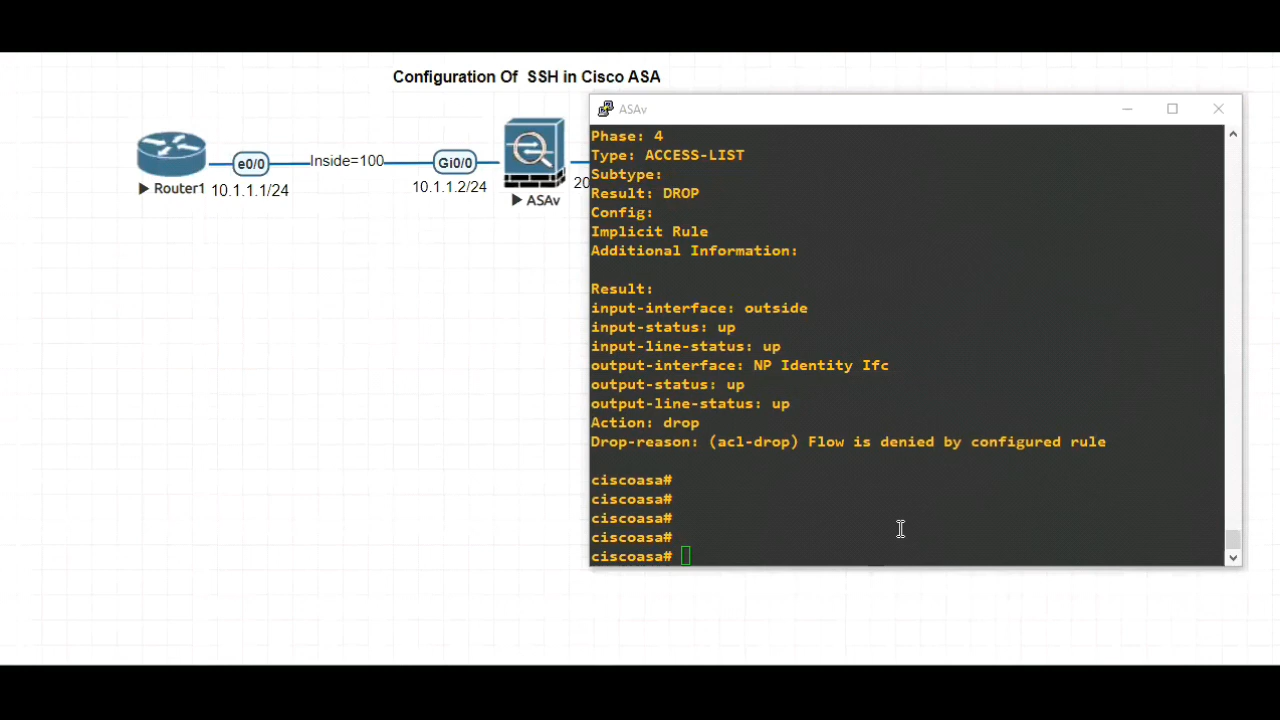 Configuration Of SSH in Cisco ASA
e0/0
Inside=100
Gi0/0
Router1
10.1.1.1/24
10.1.1.2/24
ASAv
20
ASAv
Phase: 4
Type: ACCESS-LIST
Subtype:
Result: DROP
Config:
Implicit Rule
Additional Information:
Result:
input-interface: outside
input-status: up
input-line-status: up
output-interface: NP Identity Ifc
output-status: up
output-line-status: up
Action: drop
Drop-reason: (acl-drop) Flow is denied by configured rule
ciscoasa#
ciscoasa#
ciscoasa#
ciscoasa#
ciscoasa#